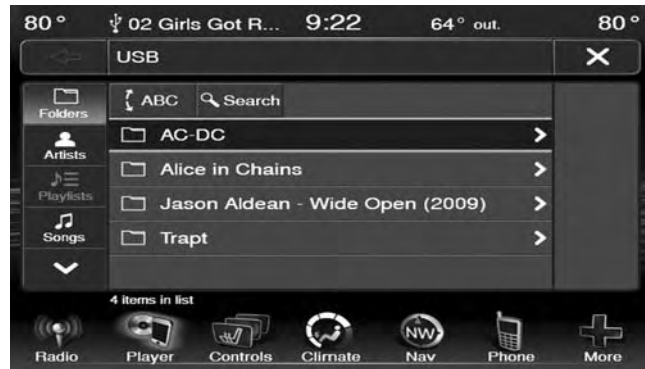 80° 02 Girls Got R... 9:22 64° out. 80°
USB
Folders
ABC Search
AC-DC
Artists
Alice in Chains
Playlists
Jason Aldean - Wide Open (2009)
Songs
Trapt
4 items in list
NW
Radio Player Controls Climate Nav Phone More